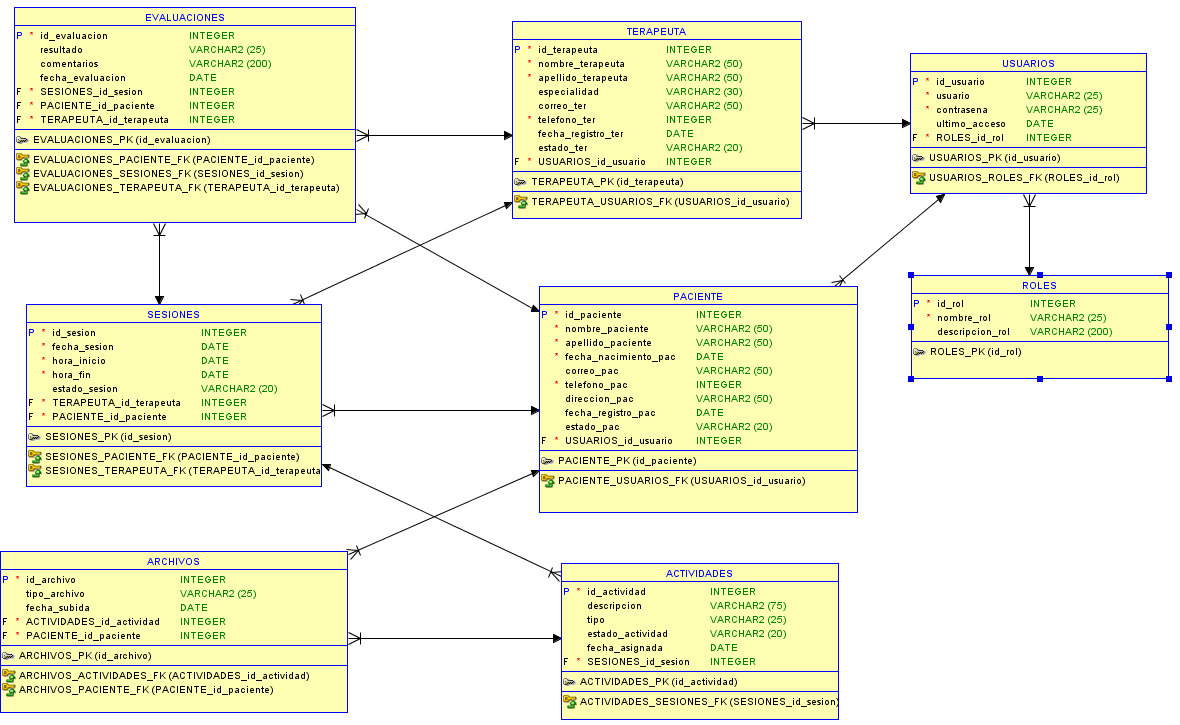 EVALUACIONES
P * id_evaluacion INTEGER
resultado VARCHAR2 (25)
comentarios VARCHAR2 (200)
fecha_evaluacion DATE
F * SESIONES_id_sesion INTEGER
F * PACIENTE_id_paciente INTEGER
F * TERAPEUTA_id_terapeuta INTEGER
EVALUACIONES_PK (id_evaluacion)
EVALUACIONES_PACIENTE_FK (PACIENTE_id_paciente)
EVALUACIONES_SESIONES_FK (SESIONES_id_sesion)
EVALUACIONES_TERAPEUTA_FK (TERAPEUTA_id_terapeuta)
TERAPEUTA
P * id_terapeuta INTEGER
* nombre_terapeuta VARCHAR2 (50)
* apellido_terapeuta VARCHAR2 (50)
especialidad VARCHAR2 (30)
correo_ter VARCHAR2 (50)
* telefono_ter INTEGER
fecha_registro_ter DATE
estado_ter VARCHAR2 (20)
F * USUARIOS_id_usuario INTEGER
TERAPEUTA_PK (id_terapeuta)
TERAPEUTA_USUARIOS_FK (USUARIOS_id_usuario)
USUARIOS
P * id_usuario INTEGER
* usuario VARCHAR2 (25)
* contrasena VARCHAR2 (25)
ultimo_acceso DATE
F * ROLES_id_rol INTEGER
USUARIOS_PK (id_usuario)
USUARIOS_ROLES_FK (ROLES_id_rol)
SESIONES
P * id_sesion INTEGER
* fecha_sesion DATE
* hora_inicio DATE
* hora_fin DATE
estado_sesion VARCHAR2 (20)
F * TERAPEUTA_id_terapeuta INTEGER
F * PACIENTE_id_paciente INTEGER
SESIONES_PK (id_sesion)
SESIONES_PACIENTE_FK (PACIENTE_id_paciente)
SESIONES_TERAPEUTA_FK (TERAPEUTA_id_terapeuta
PACIENTE
P * id_paciente INTEGER
* nombre_paciente VARCHAR2 (50)
* apellido_paciente VARCHAR2 (50)
* fecha_nacimiento_pac DATE
correo_pac VARCHAR2 (50)
* telefono_pac INTEGER
direccion_pac VARCHAR2 (50)
fecha_registro_pac DATE
estado_pac VARCHAR2 (20)
F * USUARIOS_id_usuario INTEGER
PACIENTE_PK (id_paciente)
PACIENTE_USUARIOS_FK (USUARIOS_id_usuario)
ROLES
P * id_rol INTEGER
* nombre_rol VARCHAR2 (25)
descripcion_rol VARCHAR2 (200)
ROLES_PK (id_rol)
ARCHIVOS
P * id_archivo INTEGER
tipo_archivo VARCHAR2 (25)
fecha_subida DATE
F * ACTIVIDADES_id_actividad INTEGER
F * PACIENTE_id_paciente INTEGER
ARCHIVOS_PK (id_archivo)
ARCHIVOS_ACTIVIDADES_FK (ACTIVIDADES_id_actividad)
ARCHIVOS_PACIENTE_FK (PACIENTE_id_paciente)
ACTIVIDADES
P * id_actividad INTEGER
descripcion VARCHAR2 (75)
tipo VARCHAR2 (25)
estado_actividad VARCHAR2 (20)
fecha_asignada DATE
F * SESIONES_id_sesion INTEGER
ACTIVIDADES_PK (id_actividad)
ACTIVIDADES_SESIONES_FK (SESIONES_id_sesion)